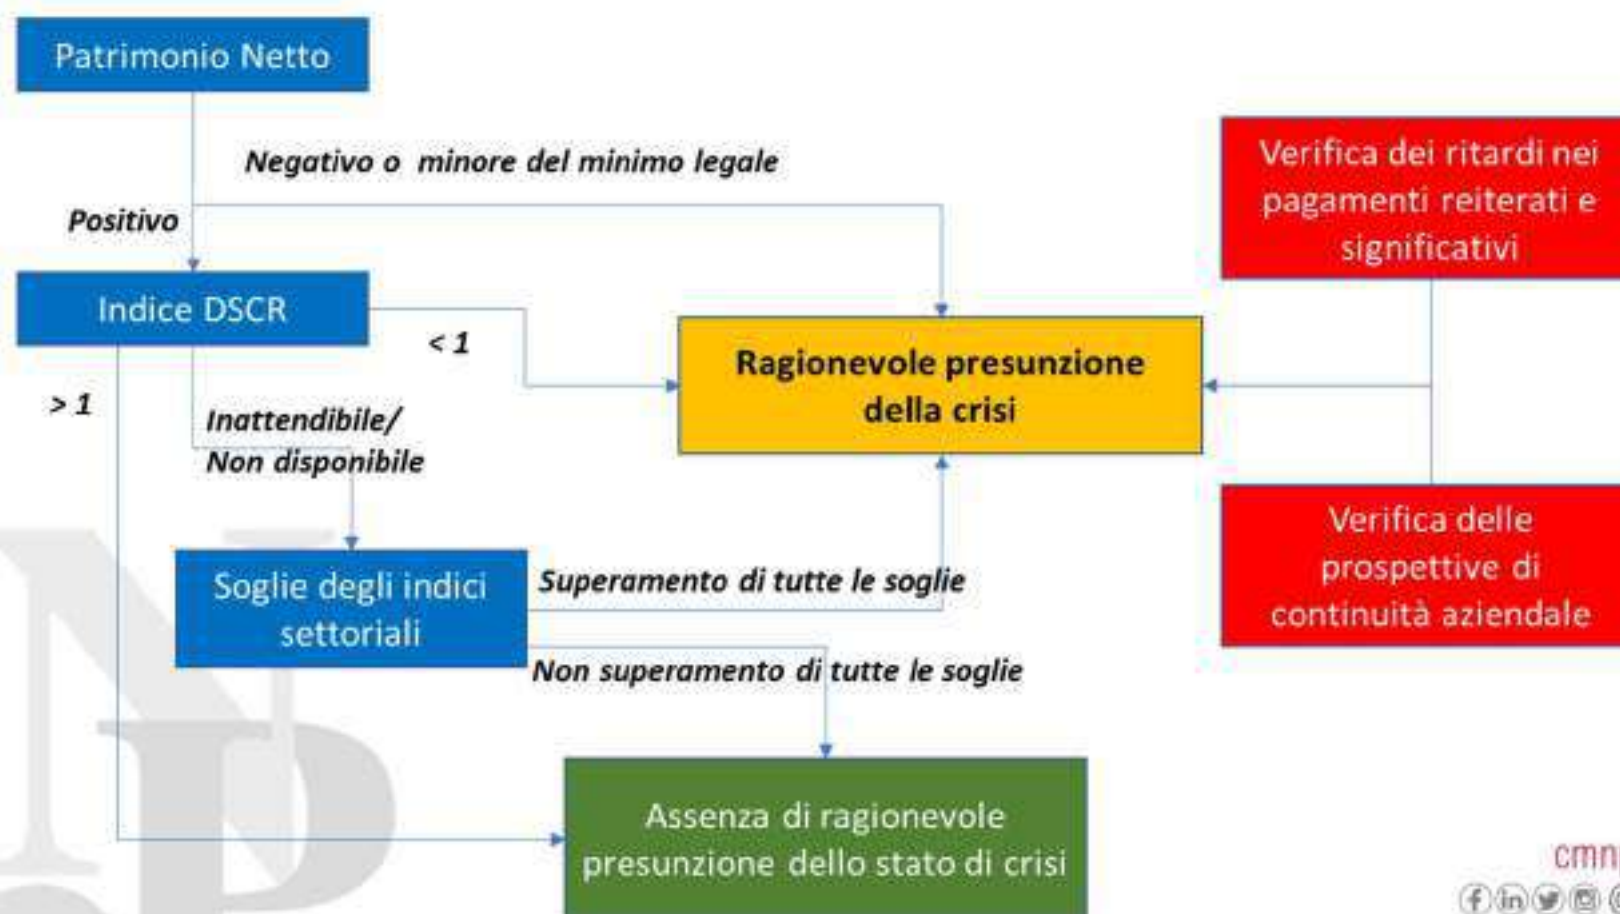 Patrimonio Netto
Negativo o minore del minimo legale
Positivo
Verifica dei ritardi nei
pagamenti reiterati e
significativi
Indice DSCR
< 1
> 1
Ragionevole presunzione
della crisi
Inattendibile/
Non disponibile
Verifica delle
prospettive di
continuità aziendale
Soglie degli indici
settoriali
Superamento di tutte le soglie
Non superamento di tutte le soglie
Assenza di ragionevole
presunzione dello stato di crisi
cmn